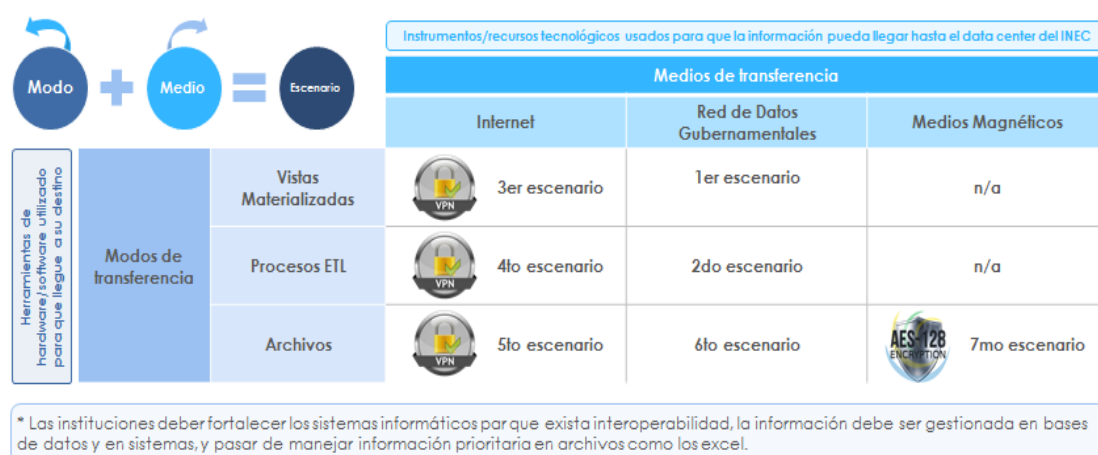 Modo
Medio
Escenario
Instrumentos/recursos tecnológicos usados para que la información pueda llegar hasta el data center del INEC
Medios de transferencia
Internet
Red de Datos
Gubernamentales
Medios Magnéticos
Herramientas de
hardware/software utilizado
para que llegue a su destino
Modos de
transferencia
Vistas
Materializadas
VPN
3er escenario
1er escenario
n/a
Procesos ETL
VPN
4to escenario
2do escenario
n/a
Archivos
VPN
5to escenario
6to escenario
AES-128
ENCRYPTION
7mo escenario
* Las instituciones deber fortalecer los sistemas informáticos par que exista interoperabilidad, la información debe ser gestionada en bases
de datos y en sistemas, y pasar de manejar información prioritaria en archivos como los excel.